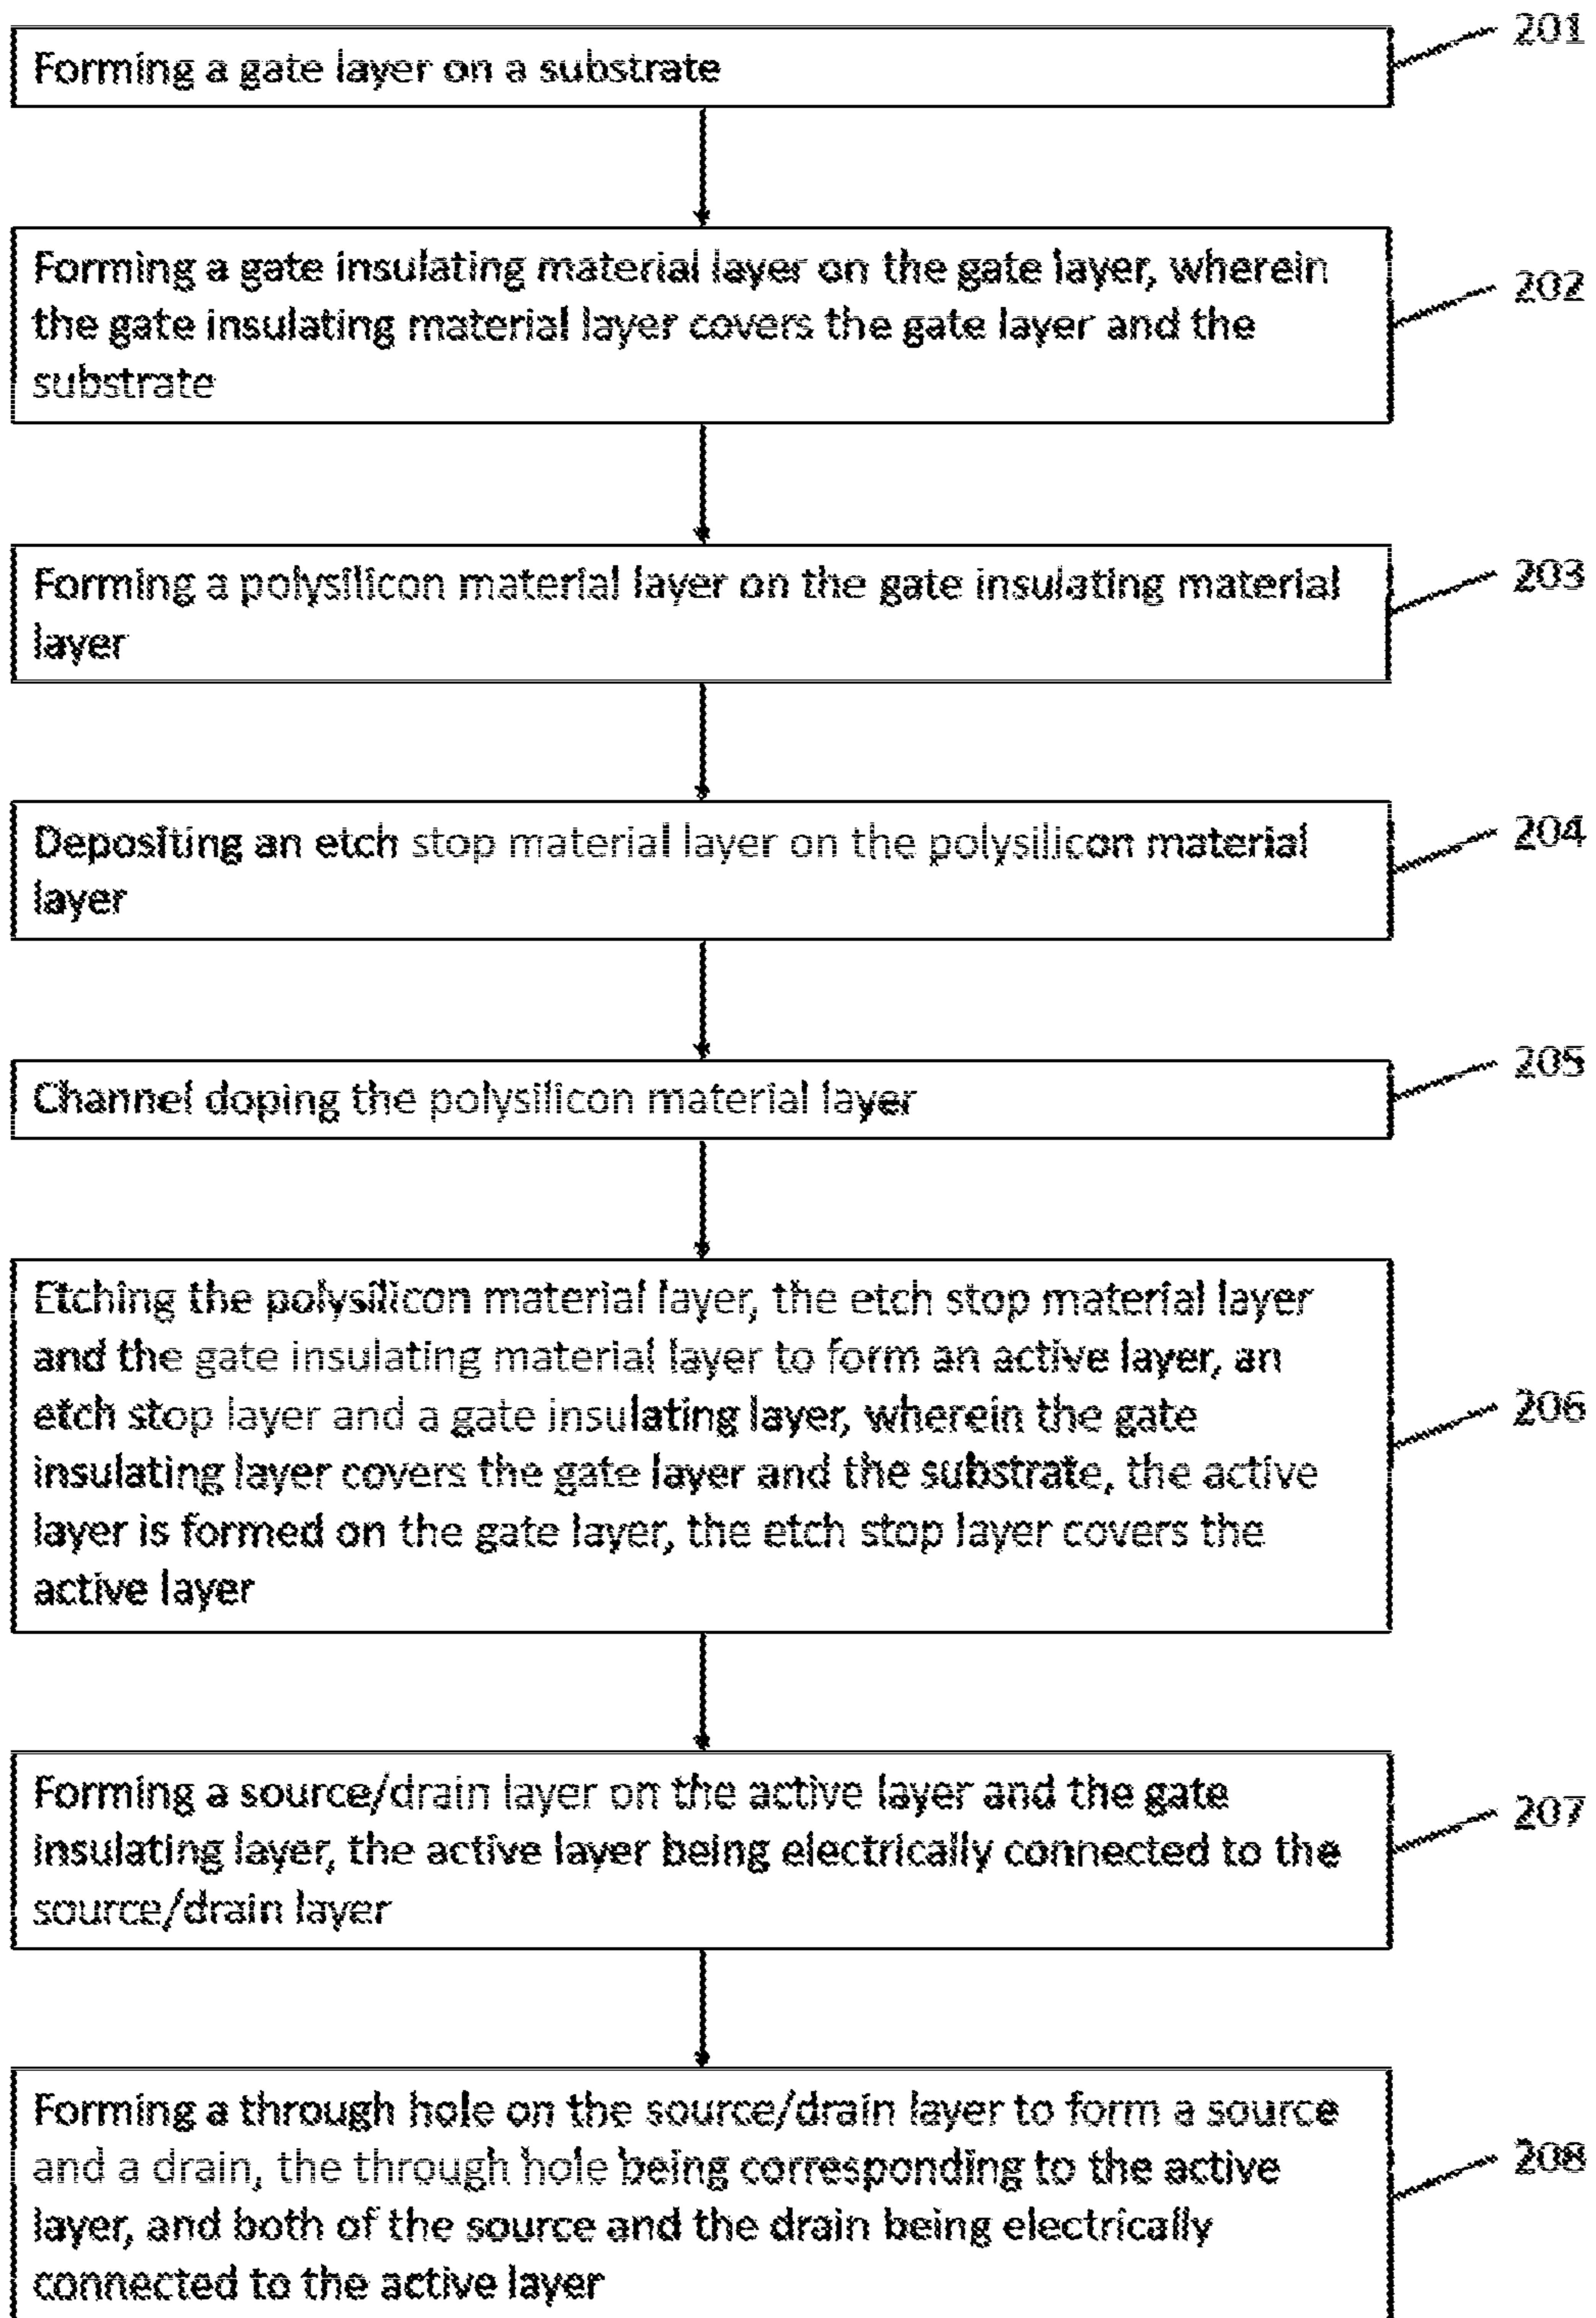 201
Forming a gate layer on a substrate
202
Forming a gate insulating material layer on the gate layer, wherein
the gate insulating material layer covers the gate layer and the
substrate
203
Forming a polysilicon material layer on the gate insulating material
layer
204
Depositing an etch stop material layer on the polysilicon material
layer
205
Channel doping the polysilicon material layer
Etching the polysilicon material layer, the etch stop material layer
and the gate insulating material layer to form an active layer, an
etch stop layer and a gate insulating layer, wherein the gate
206
insulating layer covers the gate layer and the substrate, the active
layer is formed on the gate layer, the etch stop layer covers the
active layer
Forming a source/drain layer on the active layer and the gate
207
insulating layer, the active layer being electrically connected to the
source/drain layer
Forming a through hole on the source/drain layer to form a source
and a drain, the through hole being corresponding to the active
208
layer, and both of the source and the drain being electrically
connected to the active layer